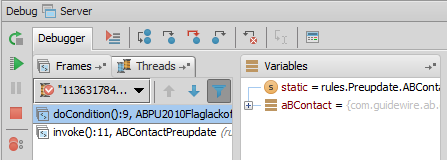 Debug Server
Debugger
Frames Threads
Variables
"113631784...
static = rules.Preupdate.ABConta
doCondition():9, ABPU2010Flaglackof
aBContact = {com.guidewire.ab.
invoke():11, ABContactPreupdate (ru